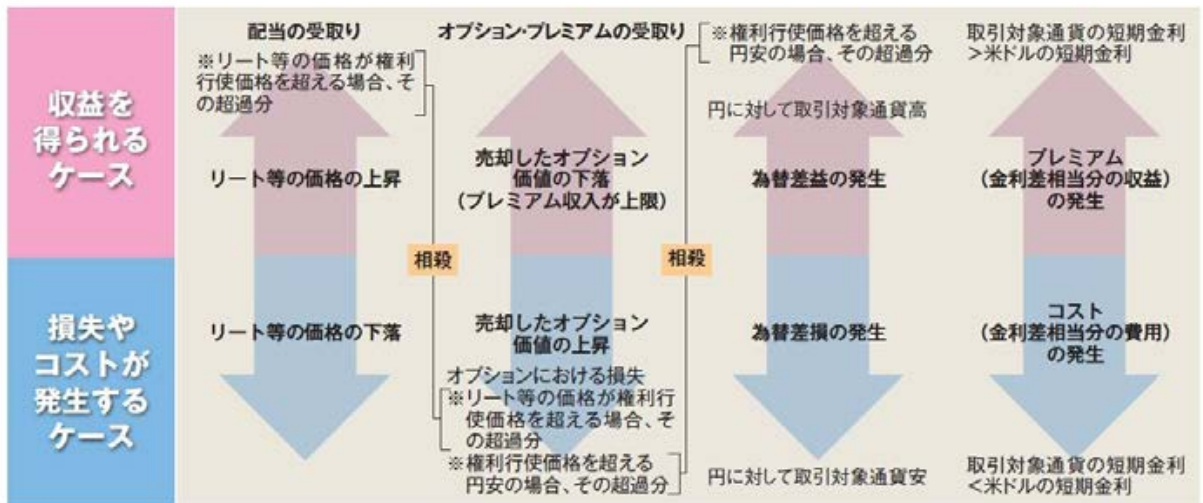 収益を
得られる
ケース
配当の受取り
※リート等の価格が権利
行使価格を超える場合、そ
の超過分
リート等の価格の上昇
オプション・プレミアムの受取り
売却したオプション
価値の下落
(プレミアム収入が上限)
※権利行使価格を超える
円安の場合、その超過分
円に対して取引対象通貨高
為替差益の発生
取引対象通貨の短期金利
>米ドルの短期金利
プレミアム
(金利差相当分の収益)
の発生
相殺
相殺
損失や
コストが
発生する
ケース
リート等の価格の下落
売却したオプション
価値の上昇
オプションにおける損失
※リート等の価格が権利行
使価格を超える場合、そ
の超過分
※権利行使価格を超える
円安の場合、その超過分
為替差損の発生
円に対して取引対象通貨安
コスト
(金利差相当分の費用)
の発生
取引対象通貨の短期金利
<米ドルの短期金利